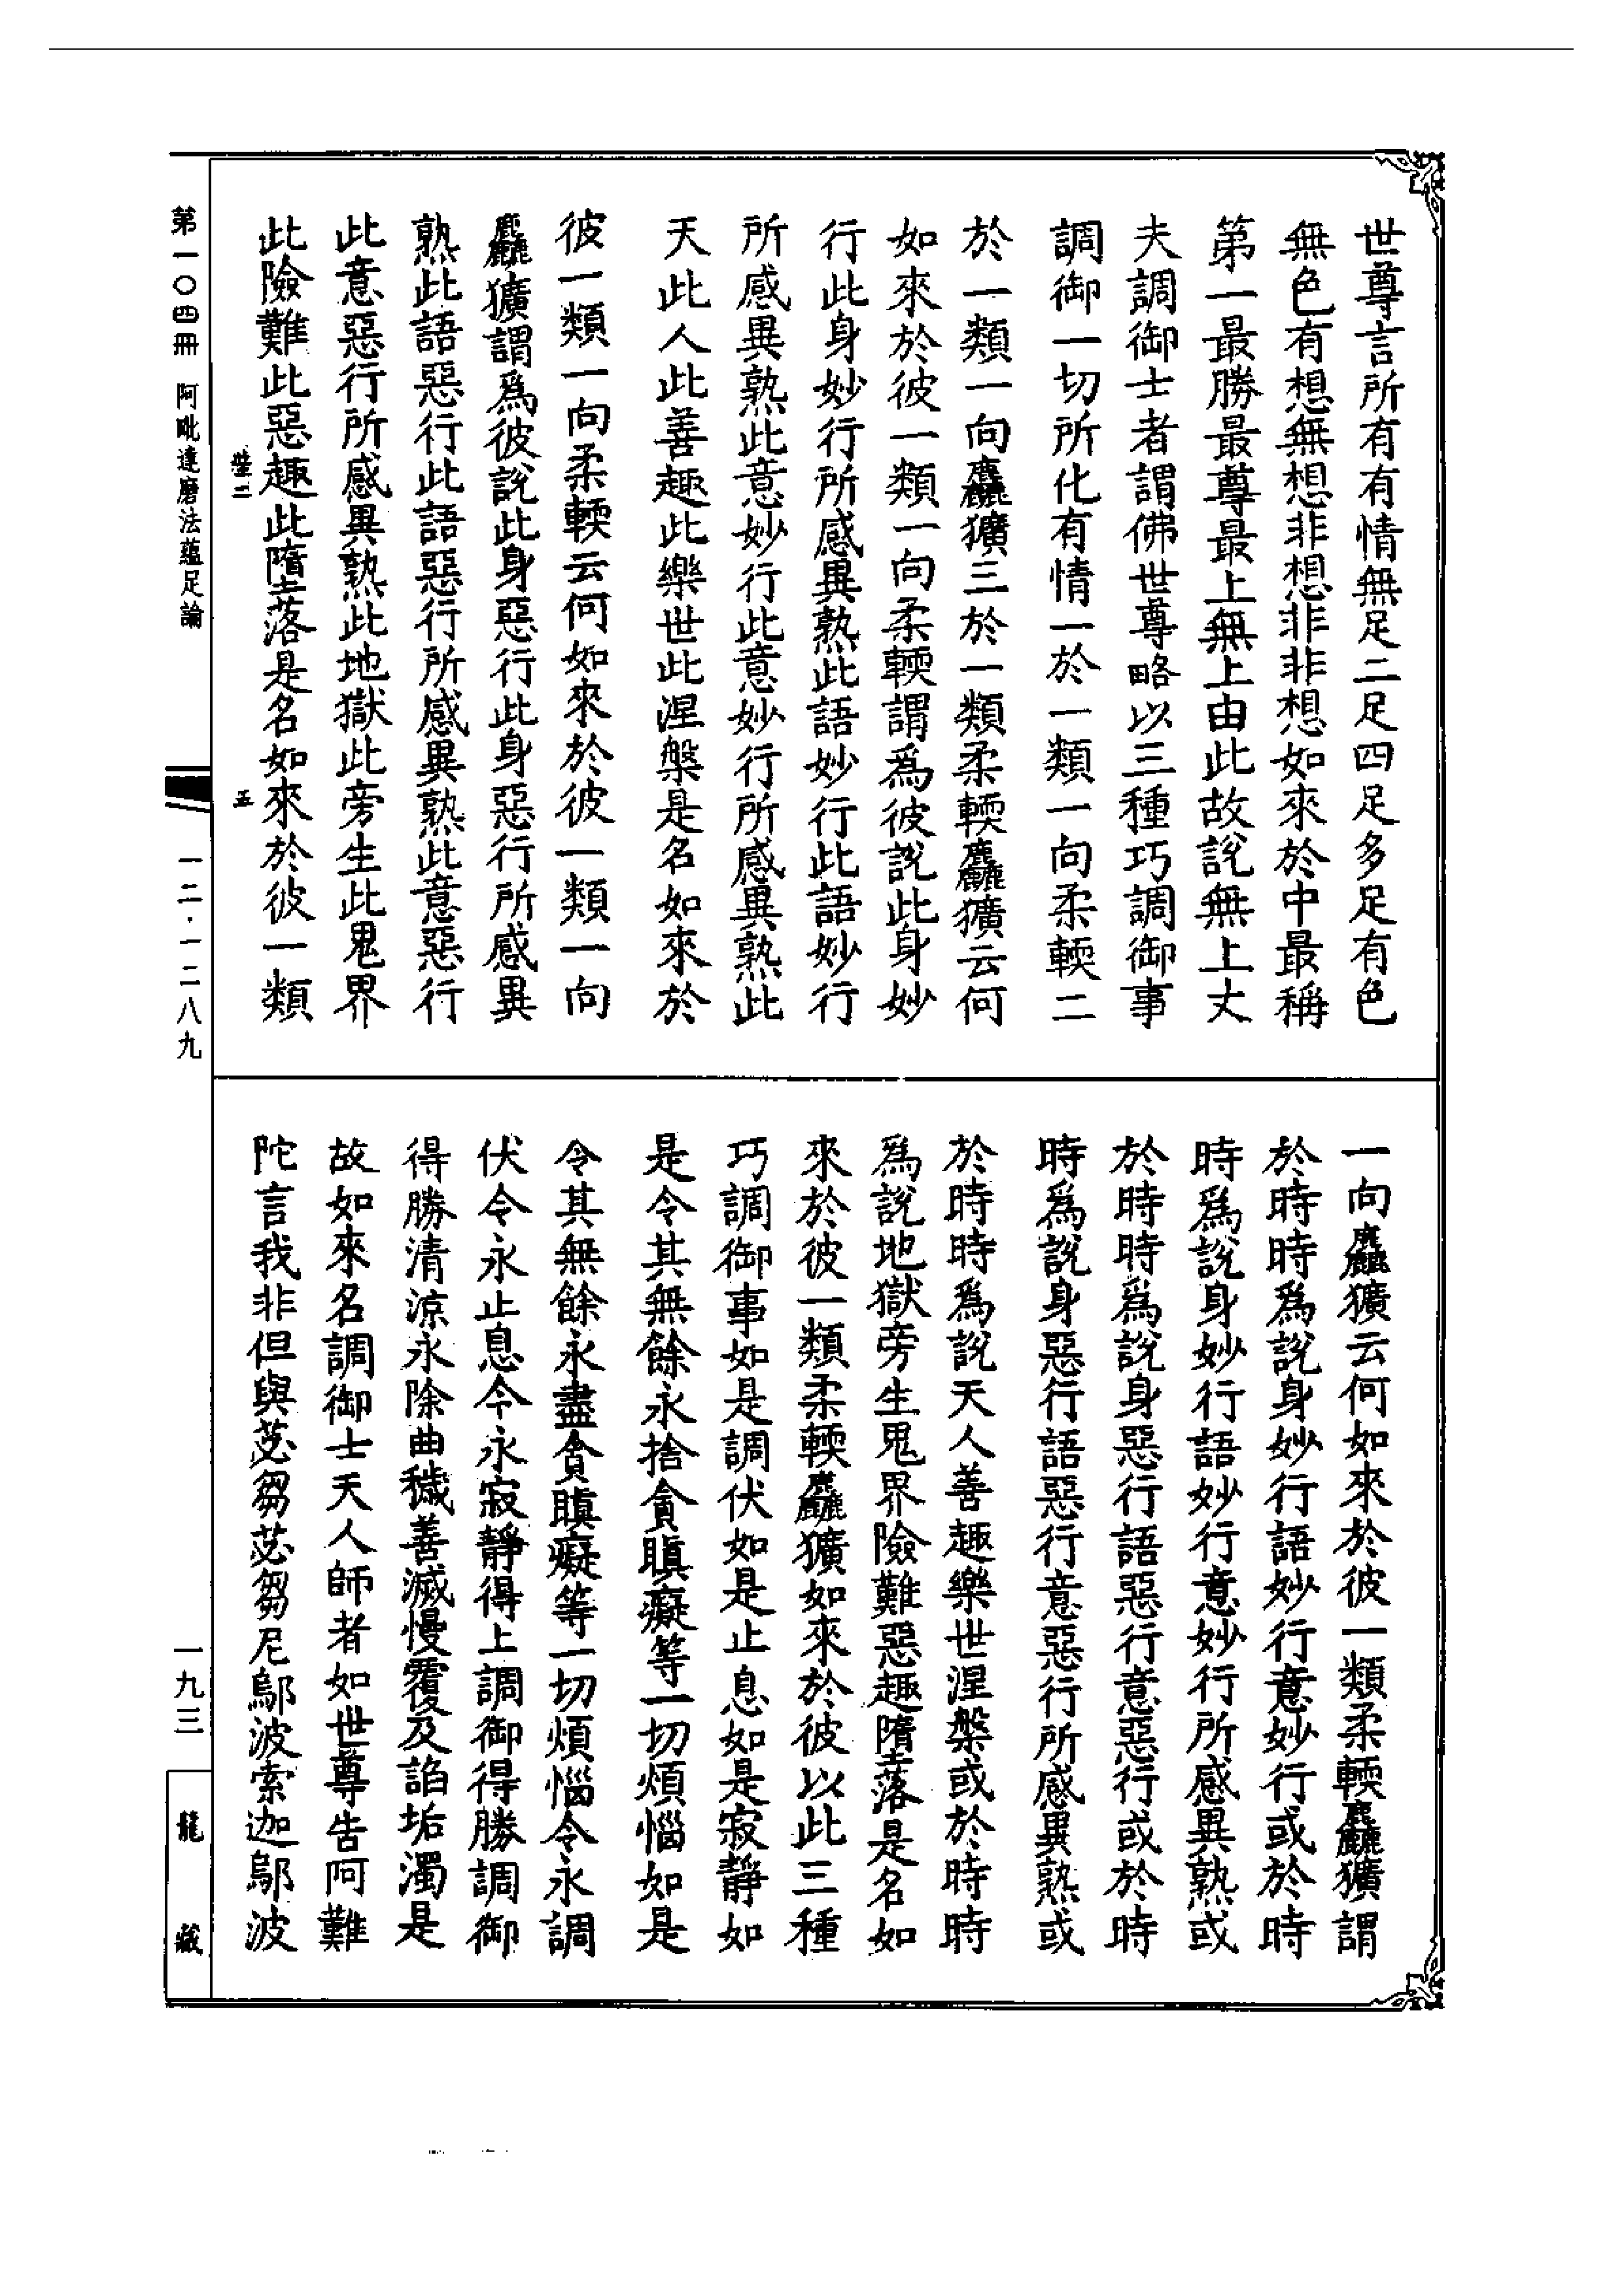 世尊言所有有情無足二足四足多足有色
無色有想無想非想非非想如來於中最稱
第一最勝最尊最上無上由此故說無上丈
夫調御士者謂佛世尊略以三種巧調御事
調御一切所化有情一於一類一向柔輭二
於一類一向麤獷三於一類柔輭麤獷云何
如來於彼一類一向柔輭謂爲彼說此身妙
行此身妙行所感異熟此語妙行此語妙行
所感異熟此意妙行此意妙行所感異熟此
天此人此善趣此樂世此涅槃是名如來於
彼一類一向柔輭云何如來於彼一類一向
麤獷謂爲彼說此身惡行此身惡行所感異
熟此語惡行此語惡行所感異熟此意惡行
此意惡行所感異熟此地獄此旁生此鬼界
此險難此惡趣此墮落是名如來於彼一類
一向麤獷云何如來於彼一類柔輭麤獷謂
於時時爲說身妙行語妙行意妙行或於時
時爲說身妙行語妙行意妙行所感異熟或
於時時爲說身惡行語惡行意惡行或於時
時爲說身惡行語惡行意惡行所感異熟或
於時時爲說天人善趣樂世涅槃或於時時
爲說地獄旁生鬼界險難惡趣墮落是名如
來於彼一類柔輭麤獷如來於彼以此三種
巧調御事如是調伏如是止息如是寂靜如
是令其無餘永捨貪瞋癡等一切煩惱如是
令其無餘永盡貪瞋癡等一切煩惱令永調
伏令永止息令永寂靜得上調御得勝調御
得勝清涼永除曲穢善滅慢覆及諂垢濁是
故如來名調御士天人師者如世尊告阿難
陀言我非但與苾芻苾芻尼鄔波索迦鄔波
第一〇四冊 阿毗達磨法蘊足論
五
一二·一二八九
一九三
龍藏